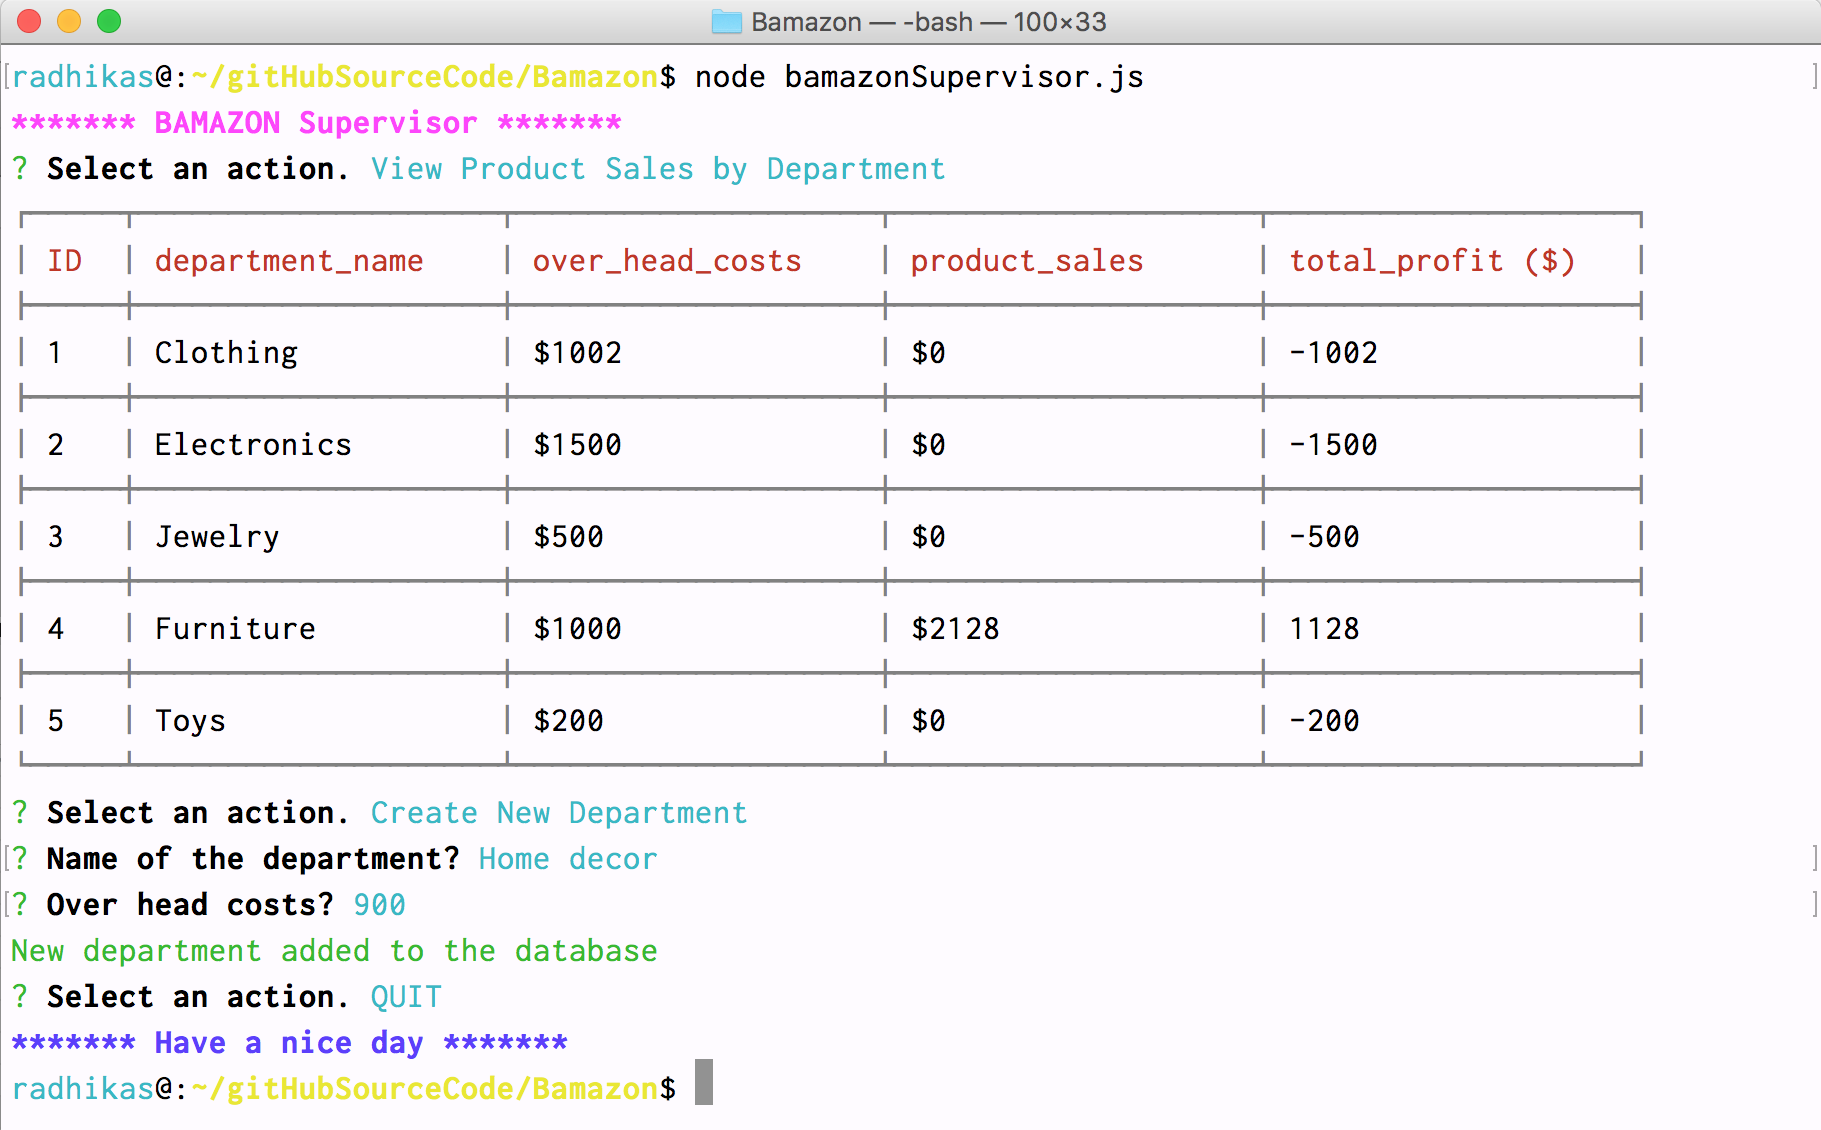 Bamazon — -bash — 100×33
radhikas@:~/gitHubSourceCode/Bamazon$ node bamazonSupervisor.js
******* BAMAZON Supervisor *******
? Select an action. View Product Sales by Department
ID department_name over_head_costs product_sales total_profit ($)
1 Clothing $1002 $0 -1002
2 Electronics $1500 $0 -1500
3 Jewelry $500 $0 -500
4 Furniture $1000 $2128 1128
5 Toys $200 $0 -200
? Select an action. Create New Department
? Name of the department? Home decor
? Over head costs? 900
New department added to the database
? Select an action. QUIT
******* Have a nice day *******
radhikas@:~/gitHubSourceCode/Bamazon$